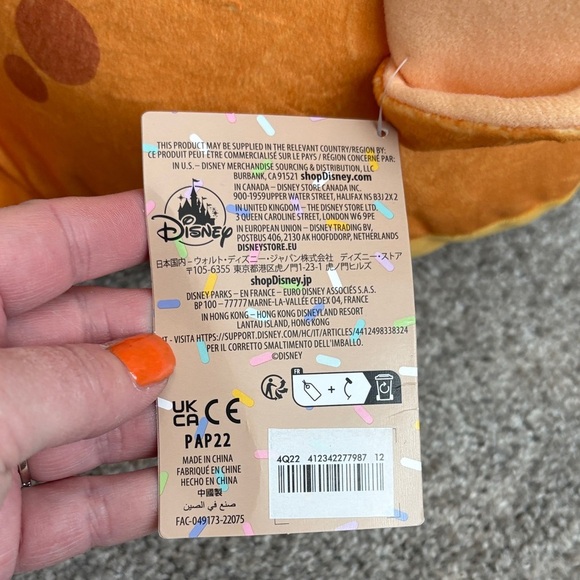 THIS PRODUCT MAY BE SUPPLIED IN THE RELEVANT COUNTRY/REGION BY:
CE PRODUIT PEUT ÊTRE COMMERCIALISÉ SUR LE PAYS / RÉGION CONCERNÉ PAR:
IN U.S. - DISNEY MERCHANDISE SOURCING & DISTRIBUTION, LLC
BURBANK, CA 91521 shopDisney.com
IN CANADA - DISNEY STORE CANADA INC.
900-1959 UPPER WATER STREET, HALIFAX NS B3J 2X2
IN UNITED KINGDOM - THE DISNEY STORE LTD.
3 QUEEN CAROLINE STREET, LONDON W6 9PE
IN EUROPEAN UNION - DISNEY TRADING BV,
POSTBUS 406, 2130 AK HOOFDDORP, NETHERLANDS
DISNEYSTORE.EU
Disney
日本国内 - ウォルト・ディズニー・ジャパン株式会社 ディズニー・ストア
〒105-6355 東京都港区虎ノ門1-23-1 虎ノ門ヒルズ
shopDisney.jp
DISNEY PARKS - EN FRANCE - EURO DISNEY ASSOCIÉS S.A.S.
BP 100 - 77777 MARNE-LA-VALLÉE CEDEX 04, FRANCE
IN HONG KONG - HONG KONG DISNEYLAND RESORT
LANTAU ISLAND, HONG KONG
- VISITA HTTPS://SUPPORT.DISNEY.COM/HC/IT/ARTICLES/4412498338324
PER IL CORRETTO SMALTIMENTO DELL'IMBALLO.
©DISNEY
FR
+
UK
CA CE
PAP22
MADE IN CHINA
FABRIQUÉ EN CHINE
HECHO EN CHINA
中國製
صنع في الصين
FAC-049173-22075
4Q22 412342277987 12